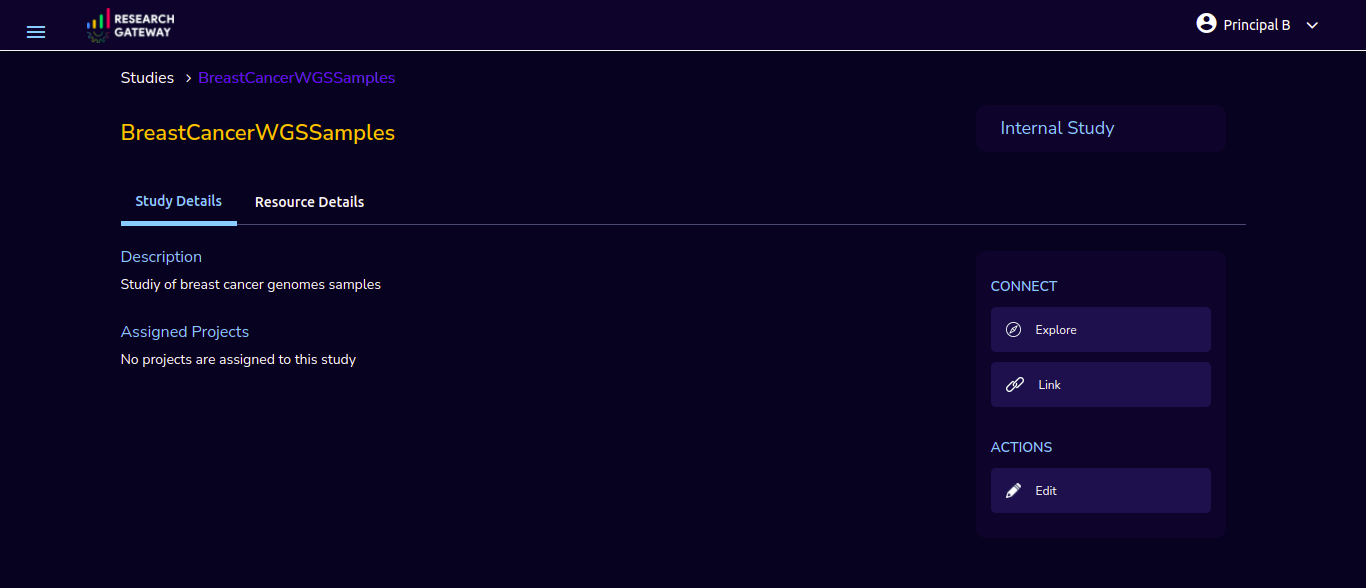 RESEARCH
GATEWAY
Principal B
Studies > BreastCancerWGSSamples
BreastCancerWGSSamples
Internal Study
Study Details
Resource Details
Description
Studiy of breast cancer genomes samples
Assigned Projects
No projects are assigned to this study
CONNECT
Explore
Link
ACTIONS
Edit